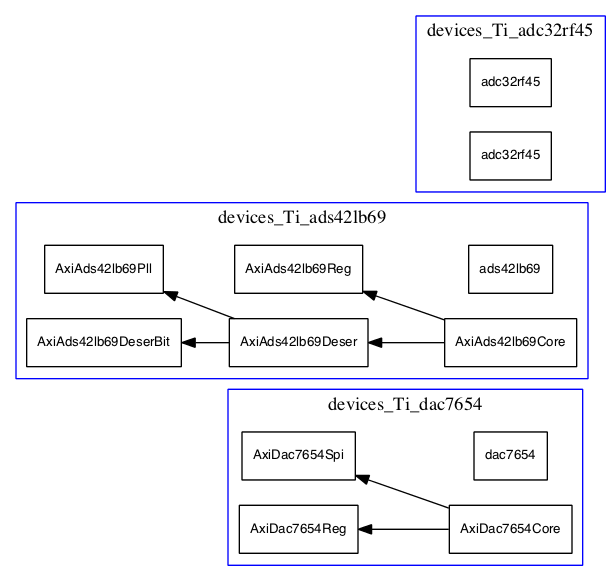 devices_Ti_adc32rf45
adc32rf45
adc32rf45
devices_Ti_ads42lb69
AxiAds42lb69Pll
AxiAds42lb69Reg
ads42lb69
AxiAds42lb69DeserBit
AxiAds42lb69Deser
AxiAds42lb69Core
devices_Ti_dac7654
AxiDac7654Spi
dac7654
AxiDac7654Reg
AxiDac7654Core